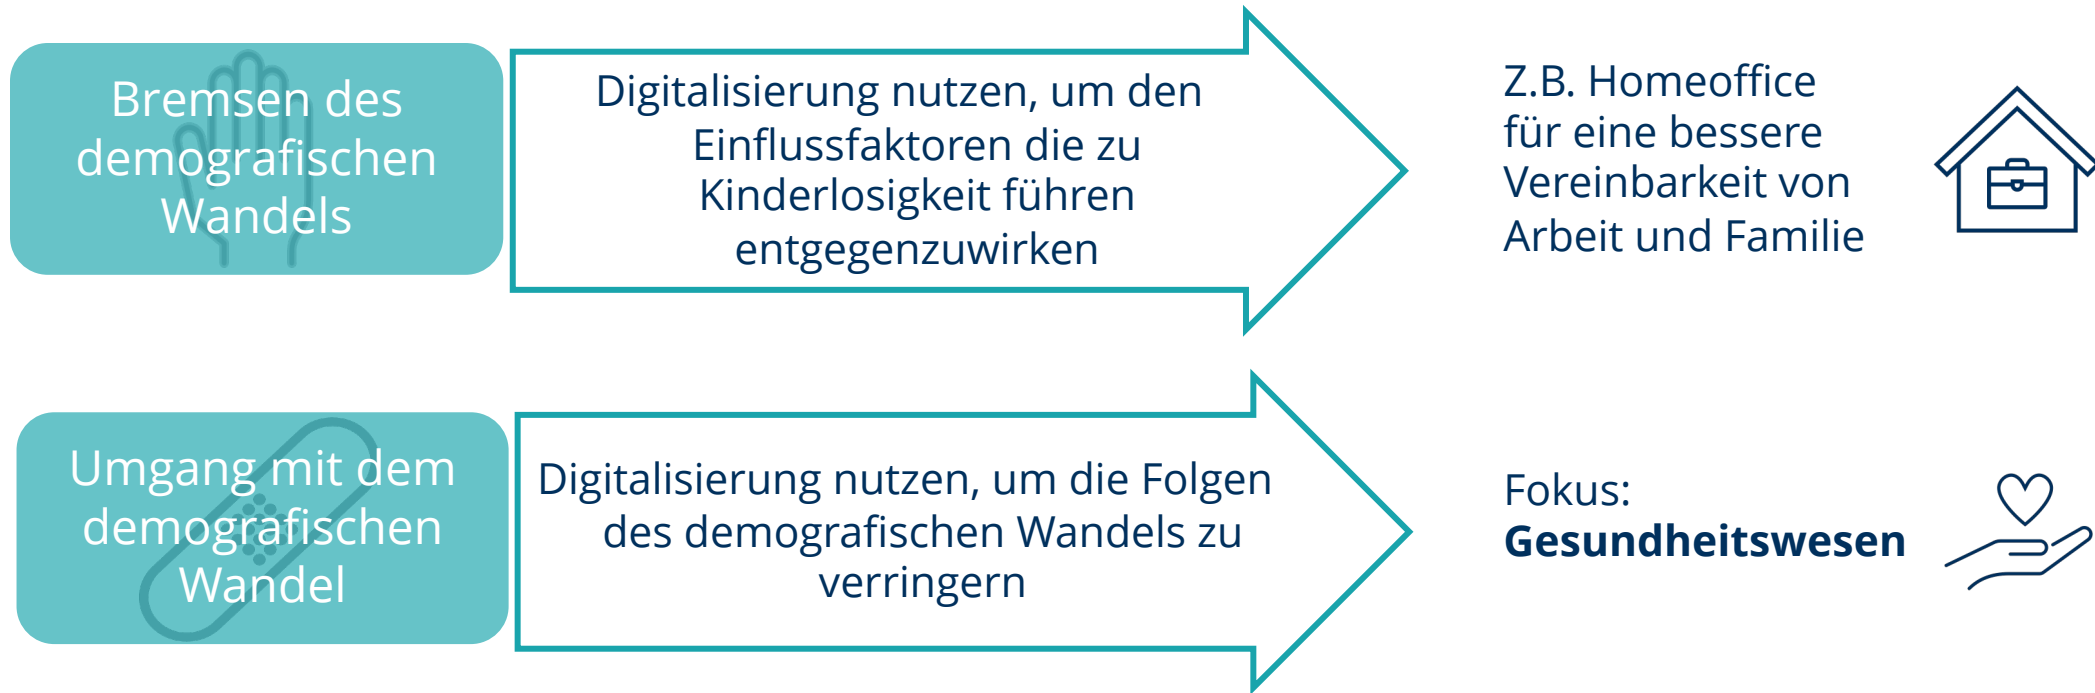 Bremsen des
demografischen
Wandels
Digitalisierung nutzen, um den
Einflussfaktoren die zu
Kinderlosigkeit führen
entgegenzuwirken
Z.B. Homeoffice
für eine bessere
Vereinbarkeit von
Arbeit und Familie
Umgang mit dem
demografischen
Wandel
Digitalisierung nutzen, um die Folgen
des demografischen Wandels zu
verringern
Fokus:
Gesundheitswesen